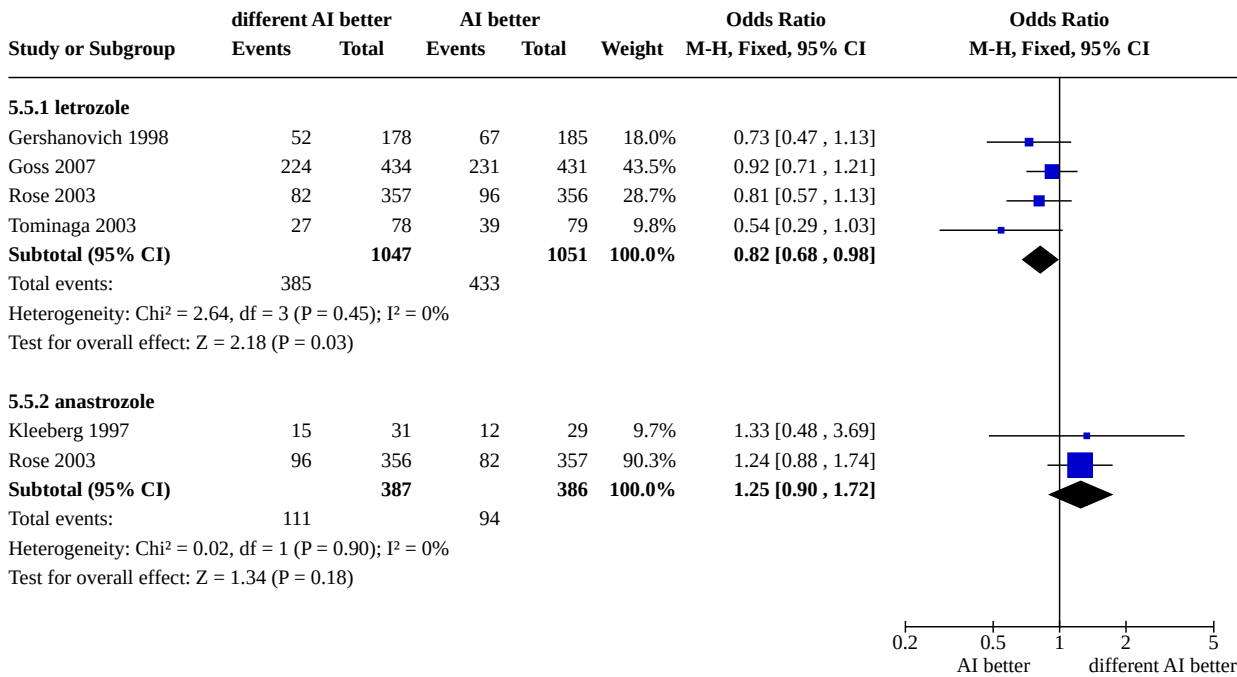 different AI better AI better Odds Ratio Odds Ratio
Study or Subgroup Events Total Events Total Weight M-H, Fixed, 95% CI M-H, Fixed, 95% CI
5.5.1 letrozole
Gershanovich 1998 52 178 67 185 18.0% 0.73 [0.47 , 1.13]
Goss 2007 224 434 231 431 43.5% 0.92 [0.71 , 1.21]
Rose 2003 82 357 96 356 28.7% 0.81 [0.57 , 1.13]
Tominaga 2003 27 78 39 79 9.8% 0.54 [0.29 , 1.03]
Subtotal (95% CI) 1047 1051 100.0% 0.82 [0.68 , 0.98]
Total events: 385 433
Heterogeneity: Chi² = 2.64, df = 3 (P = 0.45); I² = 0%
Test for overall effect: Z = 2.18 (P = 0.03)
5.5.2 anastrozole
Kleeberg 1997 15 31 12 29 9.7% 1.33 [0.48 , 3.69]
Rose 2003 96 356 82 357 90.3% 1.24 [0.88 , 1.74]
Subtotal (95% CI) 387 386 100.0% 1.25 [0.90 , 1.72]
Total events: 111 94
Heterogeneity: Chi² = 0.02, df = 1 (P = 0.90); I² = 0%
Test for overall effect: Z = 1.34 (P = 0.18)
0.2 0.5 1 2 5
AI better different AI better